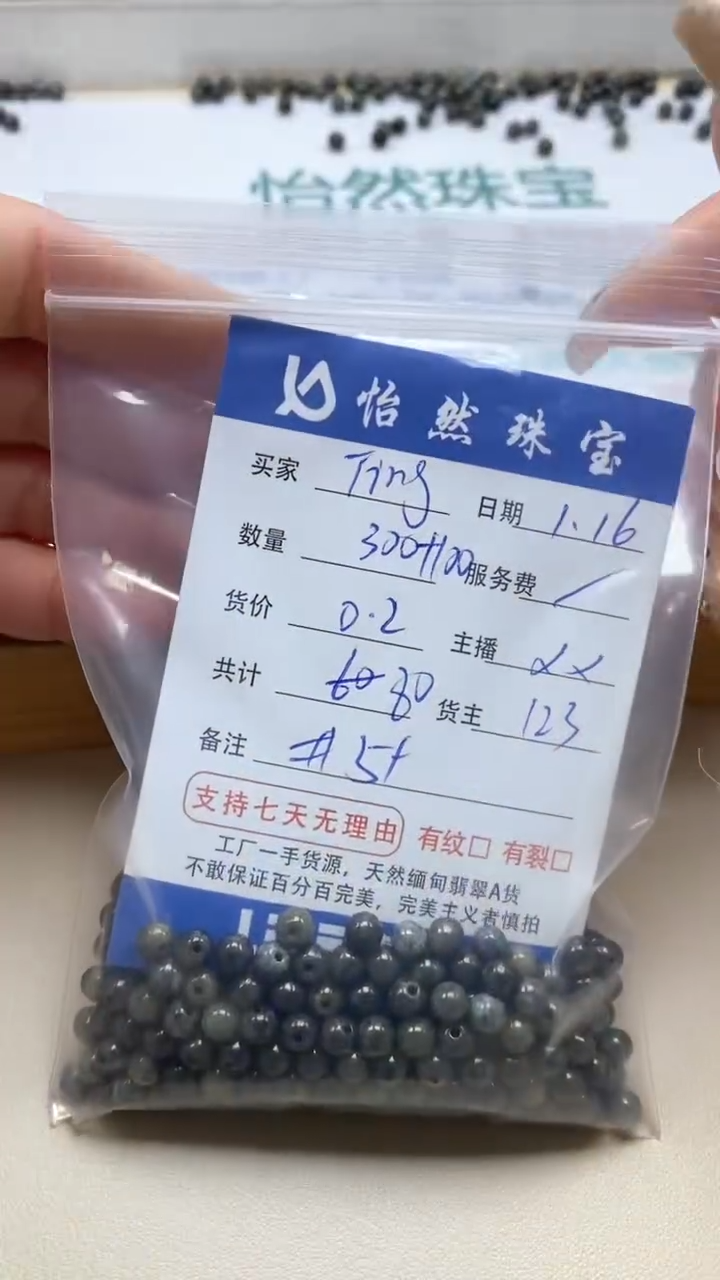 怡然珠宝
怡然珠宝
买家 Ting 日期 1.16
数量 300+100 服务费 /
货价 0.2 主播 xx
共计 60 80 货主 123
备注 #51
支持七天无理由 有纹□ 有裂□
工厂一手货源，天然缅甸翡翠A货
不敢保证百分百完美，完美主义者慎拍